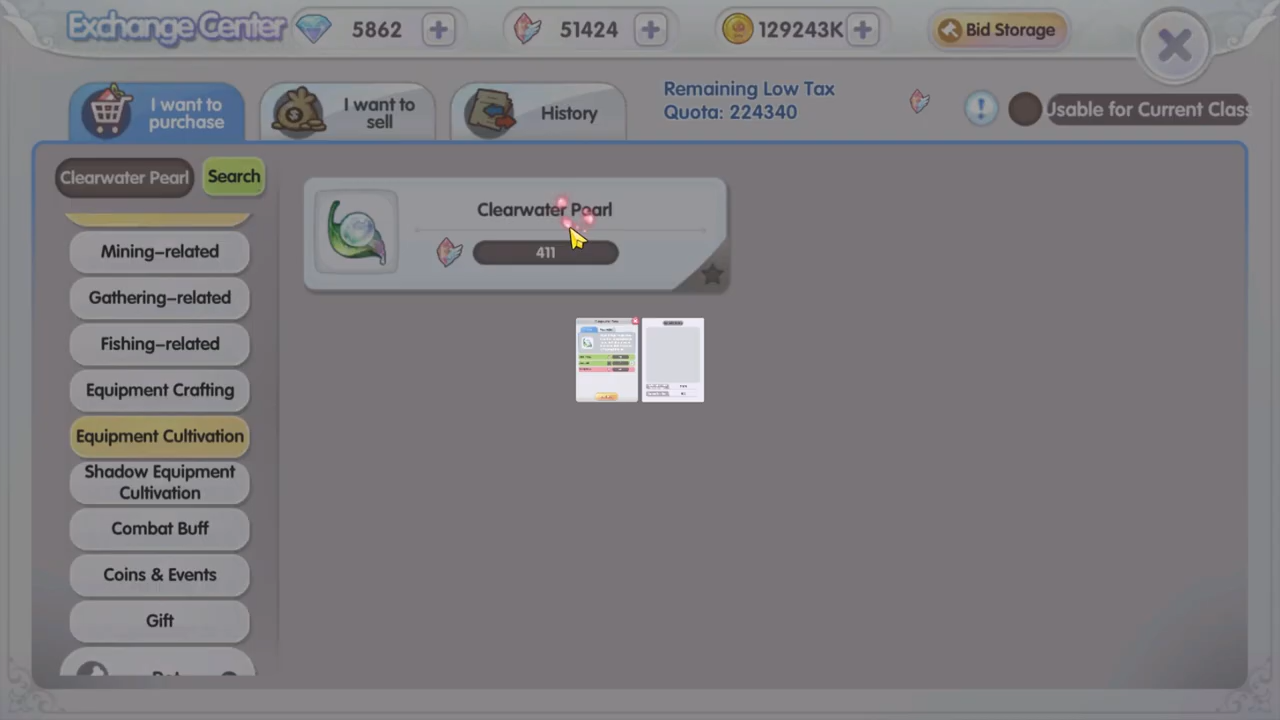 Exchange Center
5862
51424
129243K
Bid Storage
I want to
purchase
I want to
sell
History
Remaining Low Tax
Quota: 224340
Usable for Current Class
Clearwater Pearl
Search
Clearwater Pearl
411
Mining-related
Gathering-related
Fishing-related
Equipment Crafting
Equipment Cultivation
Shadow Equipment
Cultivation
Combat Buff
Coins & Events
Gift